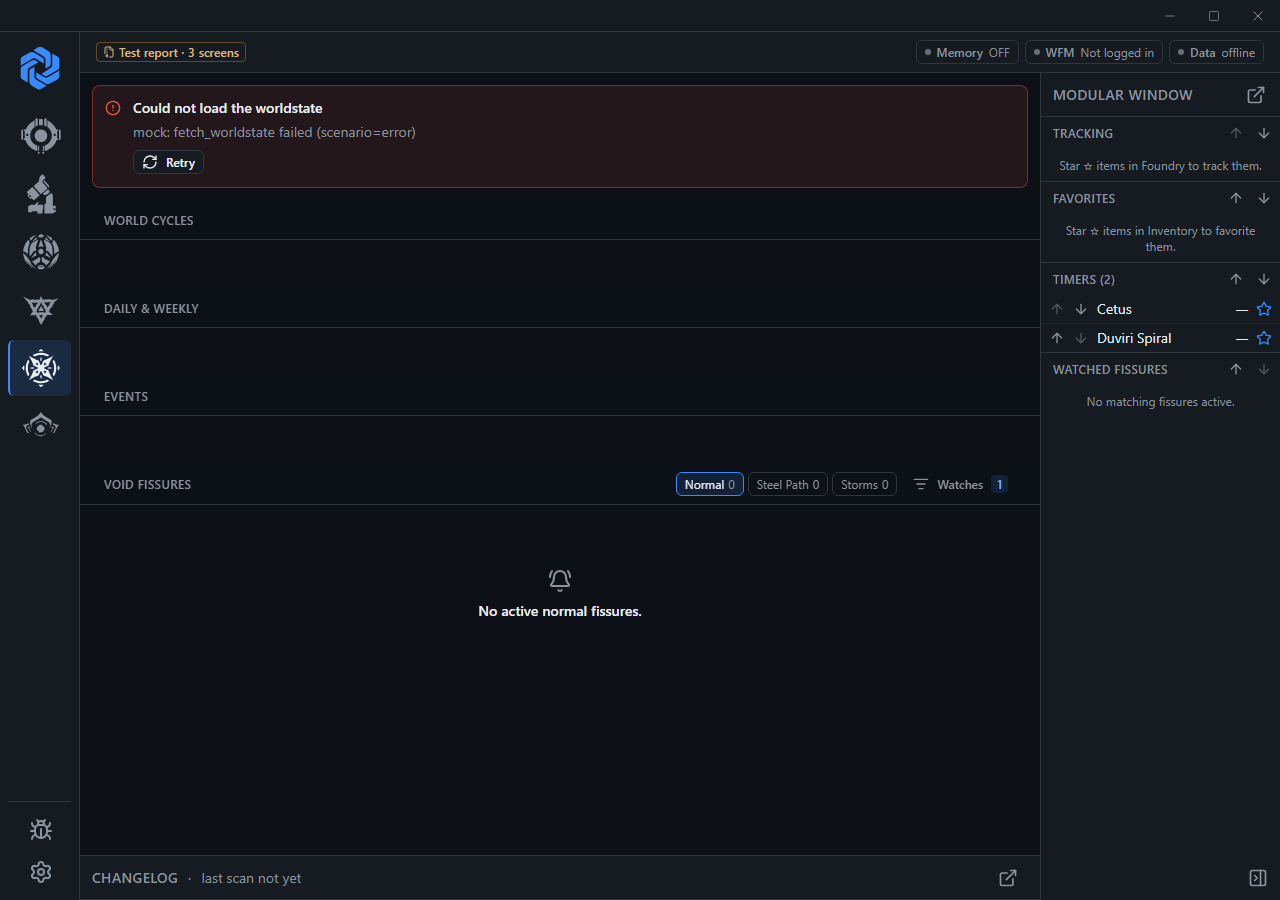 Test report · 3 screens
Memory OFF
WFM Not logged in
Data offline
Could not load the worldstate
mock: fetch_worldstate failed (scenario=error)
Retry
WORLD CYCLES
DAILY & WEEKLY
EVENTS
VOID FISSURES
Normal 0
Steel Path 0
Storms 0
Watches 1
No active normal fissures.
CHANGELOG · last scan not yet
MODULAR WINDOW
TRACKING
Star ☆ items in Foundry to track them.
FAVORITES
Star ☆ items in Inventory to favorite
them.
TIMERS (2)
Cetus —
Duviri Spiral —
WATCHED FISSURES
No matching fissures active.